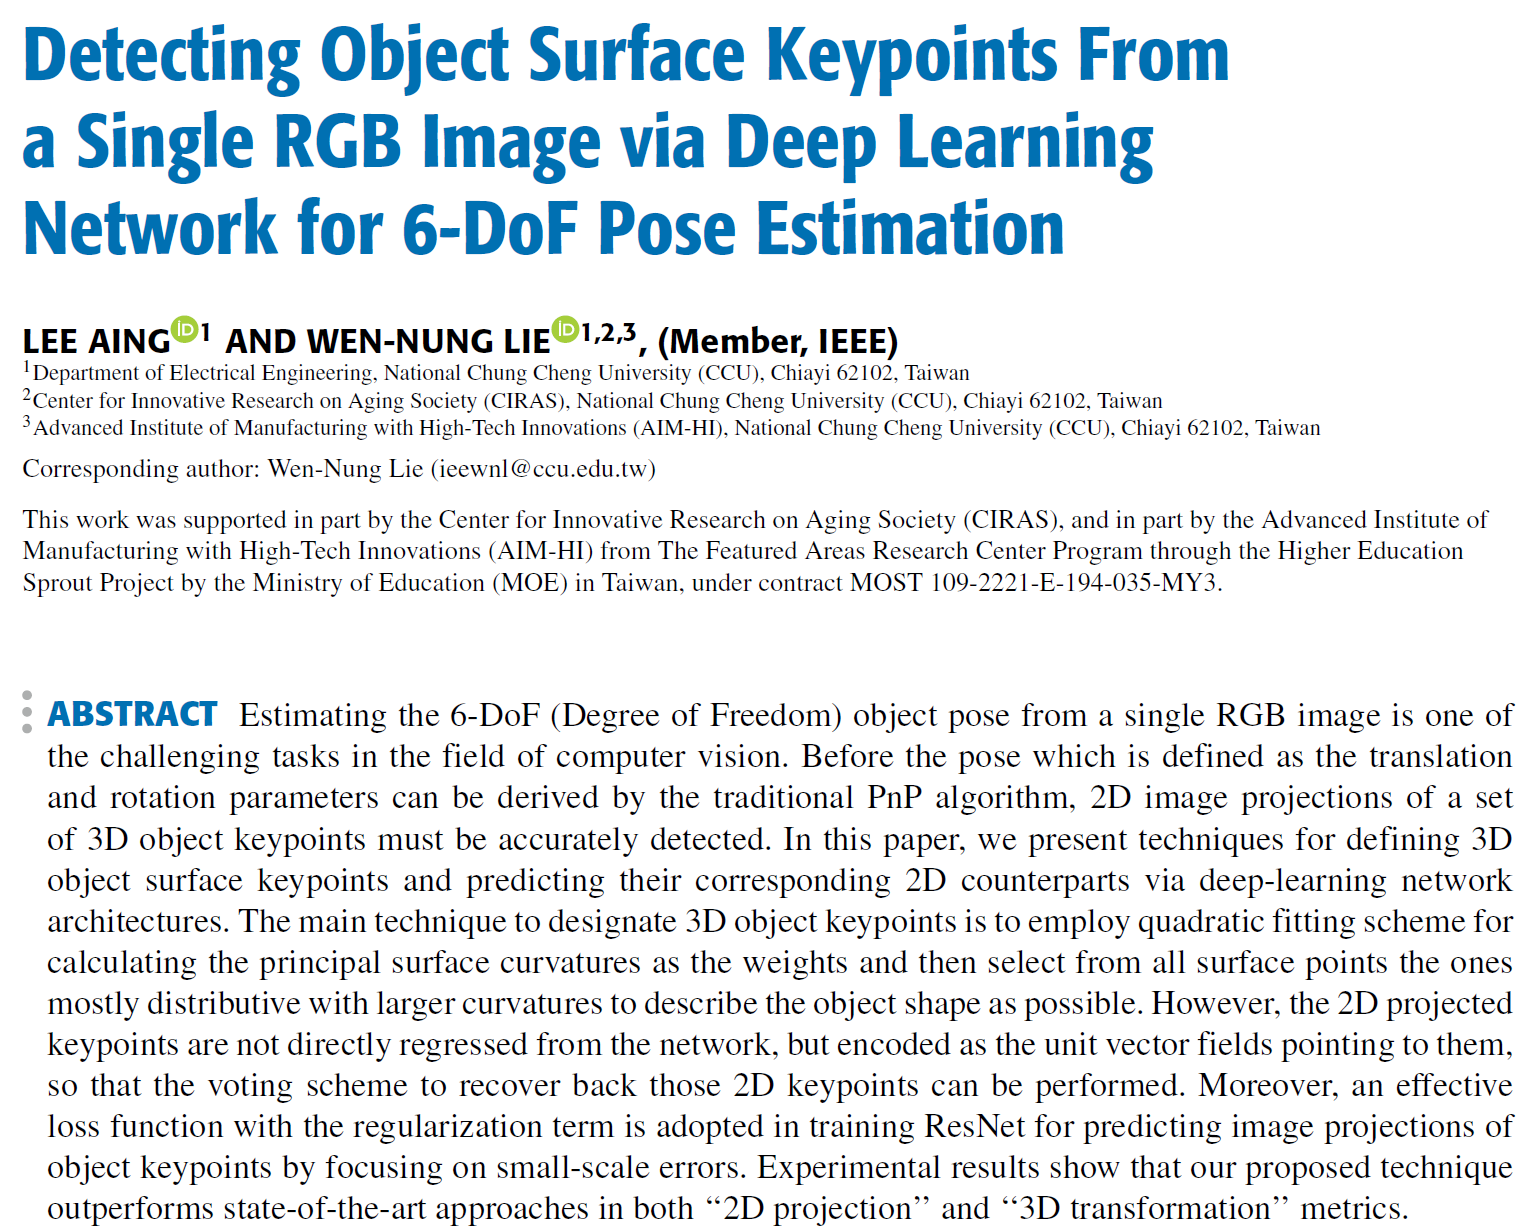 Detecting Object Surface Keypoints From
a Single RGB Image via Deep Learning
Network for 6-DoF Pose Estimation
LEE AING iD 1 AND WEN-NUNG LIE iD 1,2,3, (Member, IEEE)
1Department of Electrical Engineering, National Chung Cheng University (CCU), Chiayi 62102, Taiwan
2Center for Innovative Research on Aging Society (CIRAS), National Chung Cheng University (CCU), Chiayi 62102, Taiwan
3Advanced Institute of Manufacturing with High-Tech Innovations (AIM-HI), National Chung Cheng University (CCU), Chiayi 62102, Taiwan
Corresponding author: Wen-Nung Lie (ieewnl@ccu.edu.tw)
This work was supported in part by the Center for Innovative Research on Aging Society (CIRAS), and in part by the Advanced Institute of
Manufacturing with High-Tech Innovations (AIM-HI) from The Featured Areas Research Center Program through the Higher Education
Sprout Project by the Ministry of Education (MOE) in Taiwan, under contract MOST 109-2221-E-194-035-MY3.
ABSTRACT Estimating the 6-DoF (Degree of Freedom) object pose from a single RGB image is one of
the challenging tasks in the field of computer vision. Before the pose which is defined as the translation
and rotation parameters can be derived by the traditional PnP algorithm, 2D image projections of a set
of 3D object keypoints must be accurately detected. In this paper, we present techniques for defining 3D
object surface keypoints and predicting their corresponding 2D counterparts via deep-learning network
architectures. The main technique to designate 3D object keypoints is to employ quadratic fitting scheme for
calculating the principal surface curvatures as the weights and then select from all surface points the ones
mostly distributive with larger curvatures to describe the object shape as possible. However, the 2D projected
keypoints are not directly regressed from the network, but encoded as the unit vector fields pointing to them,
so that the voting scheme to recover back those 2D keypoints can be performed. Moreover, an effective
loss function with the regularization term is adopted in training ResNet for predicting image projections of
object keypoints by focusing on small-scale errors. Experimental results show that our proposed technique
outperforms state-of-the-art approaches in both ‘‘2D projection’’ and ‘‘3D transformation’’ metrics.